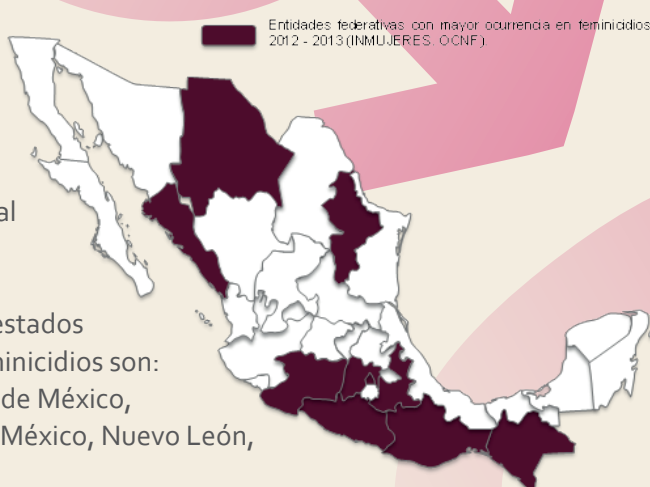 Entidades federativas con mayor ocurrencia en feminicidios
2012 - 2013 (INMUJERES. OCNF)
al
estados
minicidios son:
de México,
México, Nuevo León,